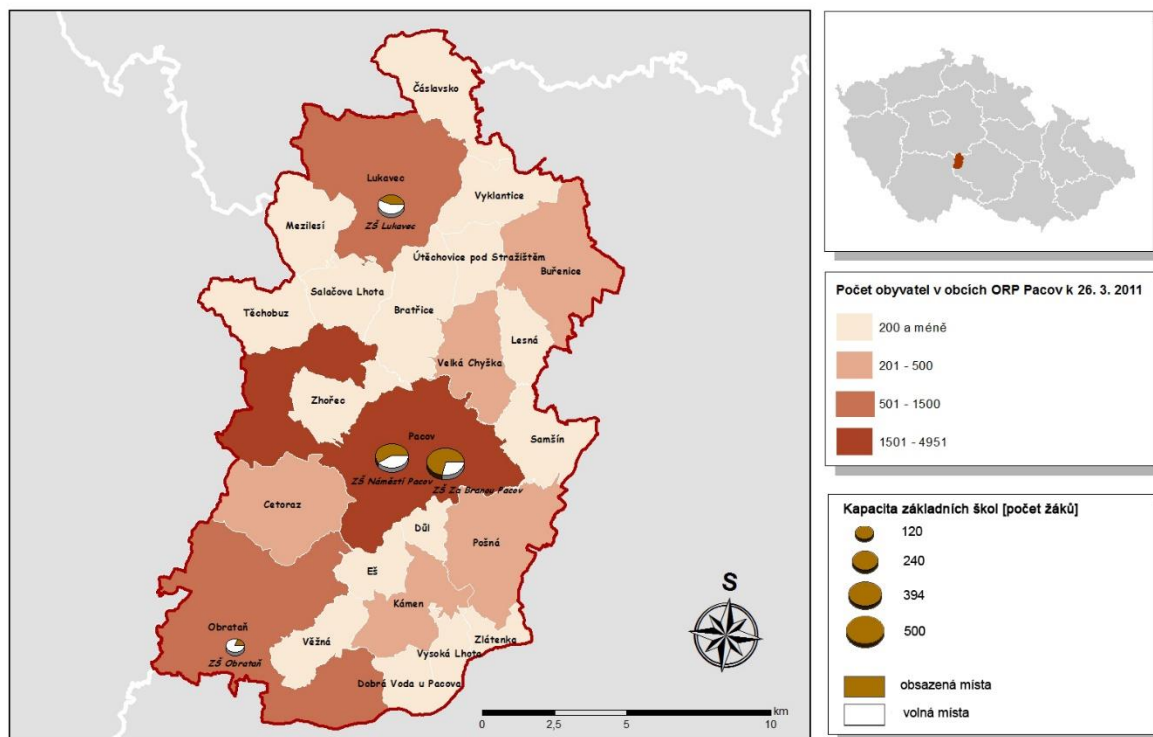 Čáslavsko
Lukavec
ZŠ Lukavec
Vyklantice
Mezilesí
Útěchovice pod Stražištěm
Buřenice
Salačova Lhota
Těchobuz
Bratřice
Lesná
Velká Chyška
Zhořec
Samšín
Pacov
ZŠ Náměstí Pacov
ZŠ Za Branou Pacov
Cetoraz
Důl
Pošná
Eš
Kámen
Obrataň
ZŠ Obrataň
Věžná
Zlátenka
Vysoká Lhota
Dobrá Voda u Pacova
S
km
0 2,5 5 10
Počet obyvatel v obcích ORP Pacov k 26. 3. 2011
200 a méně
201 - 500
501 - 1500
1501 - 4951
Kapacita základních škol [počet žáků]
120
240
394
500
obsazená místa
volná místa